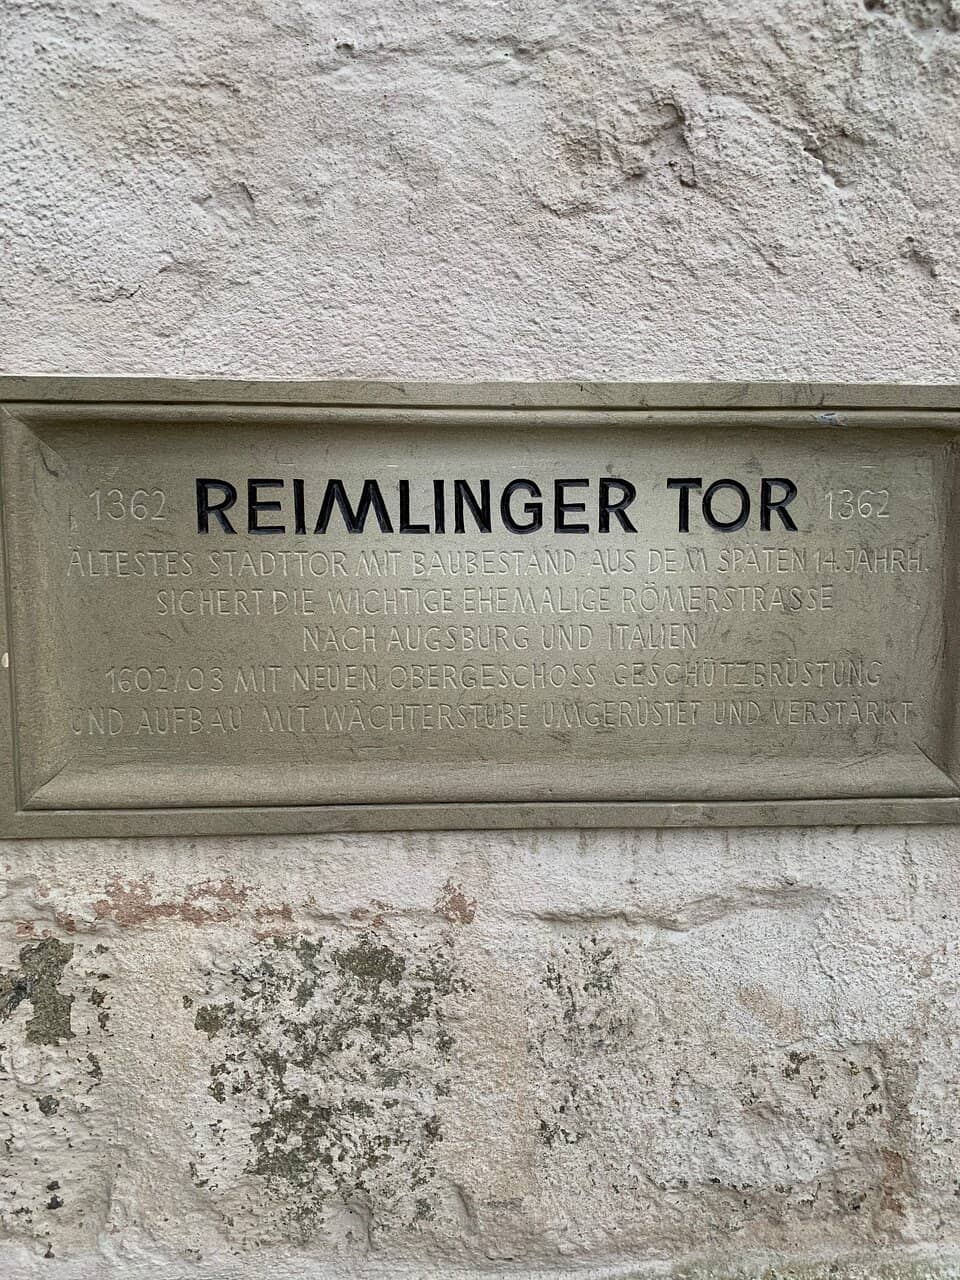 1362 REIMLINGER TOR 1362
ÄLTESTES STADTTOR MIT BAUBESTAND AUS DEM SPÄTEN 14. JAHRH.
SICHERT DIE WICHTIGE EHEMALIGE RÖMERSTRASSE
NACH AUGSBURG UND ITALIEN
1602/03 MIT NEUEN OBERGESCHOSS GESCHÜTZBRÜSTUNG
UND AUFBAU MIT WÄCHTERSTUBE UMGERÜSTET UND VERSTÄRKT